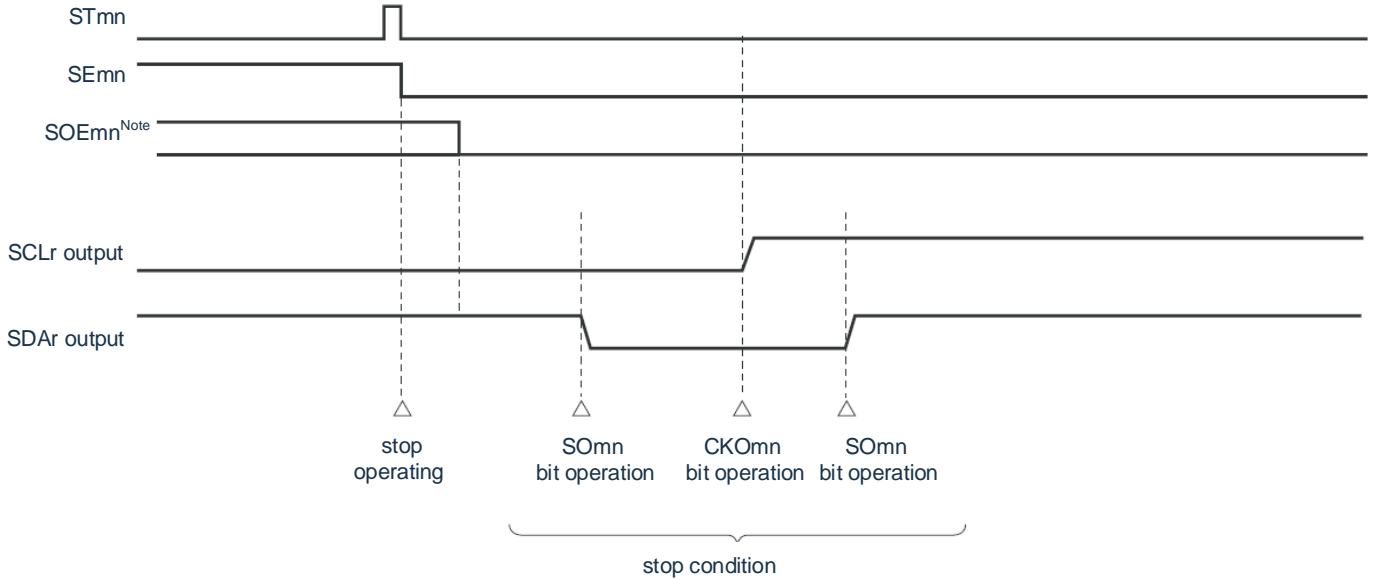 STmn
SEmn
SOEmnNote
SCLr output
SDAr output
stop
operating
SOmn
bit operation
CKOmn
bit operation
SOmn
bit operation
stop condition